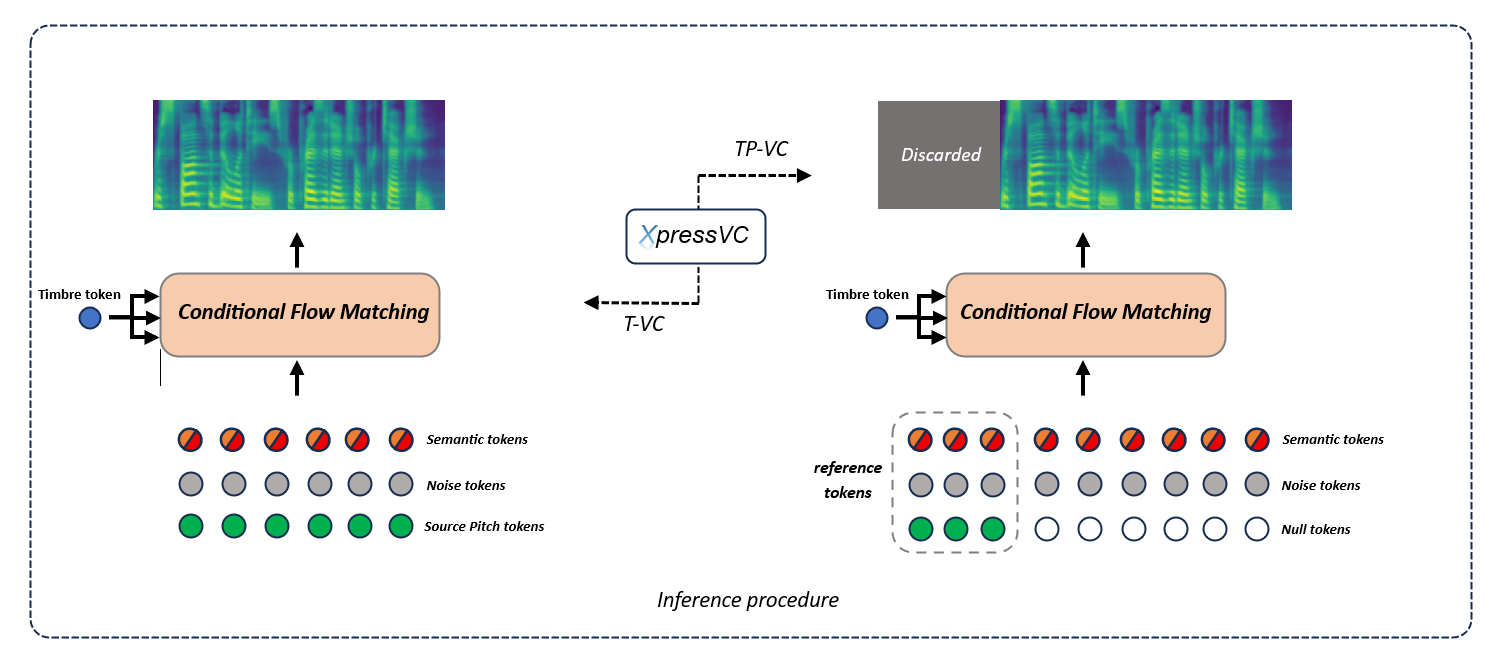 TP-VC
Discarded
XpressVC
T-VC
Timbre token
Conditional Flow Matching
Timbre token
Conditional Flow Matching
Semantic tokens
Noise tokens
Source Pitch tokens
reference
tokens
Semantic tokens
Noise tokens
Null tokens
Inference procedure